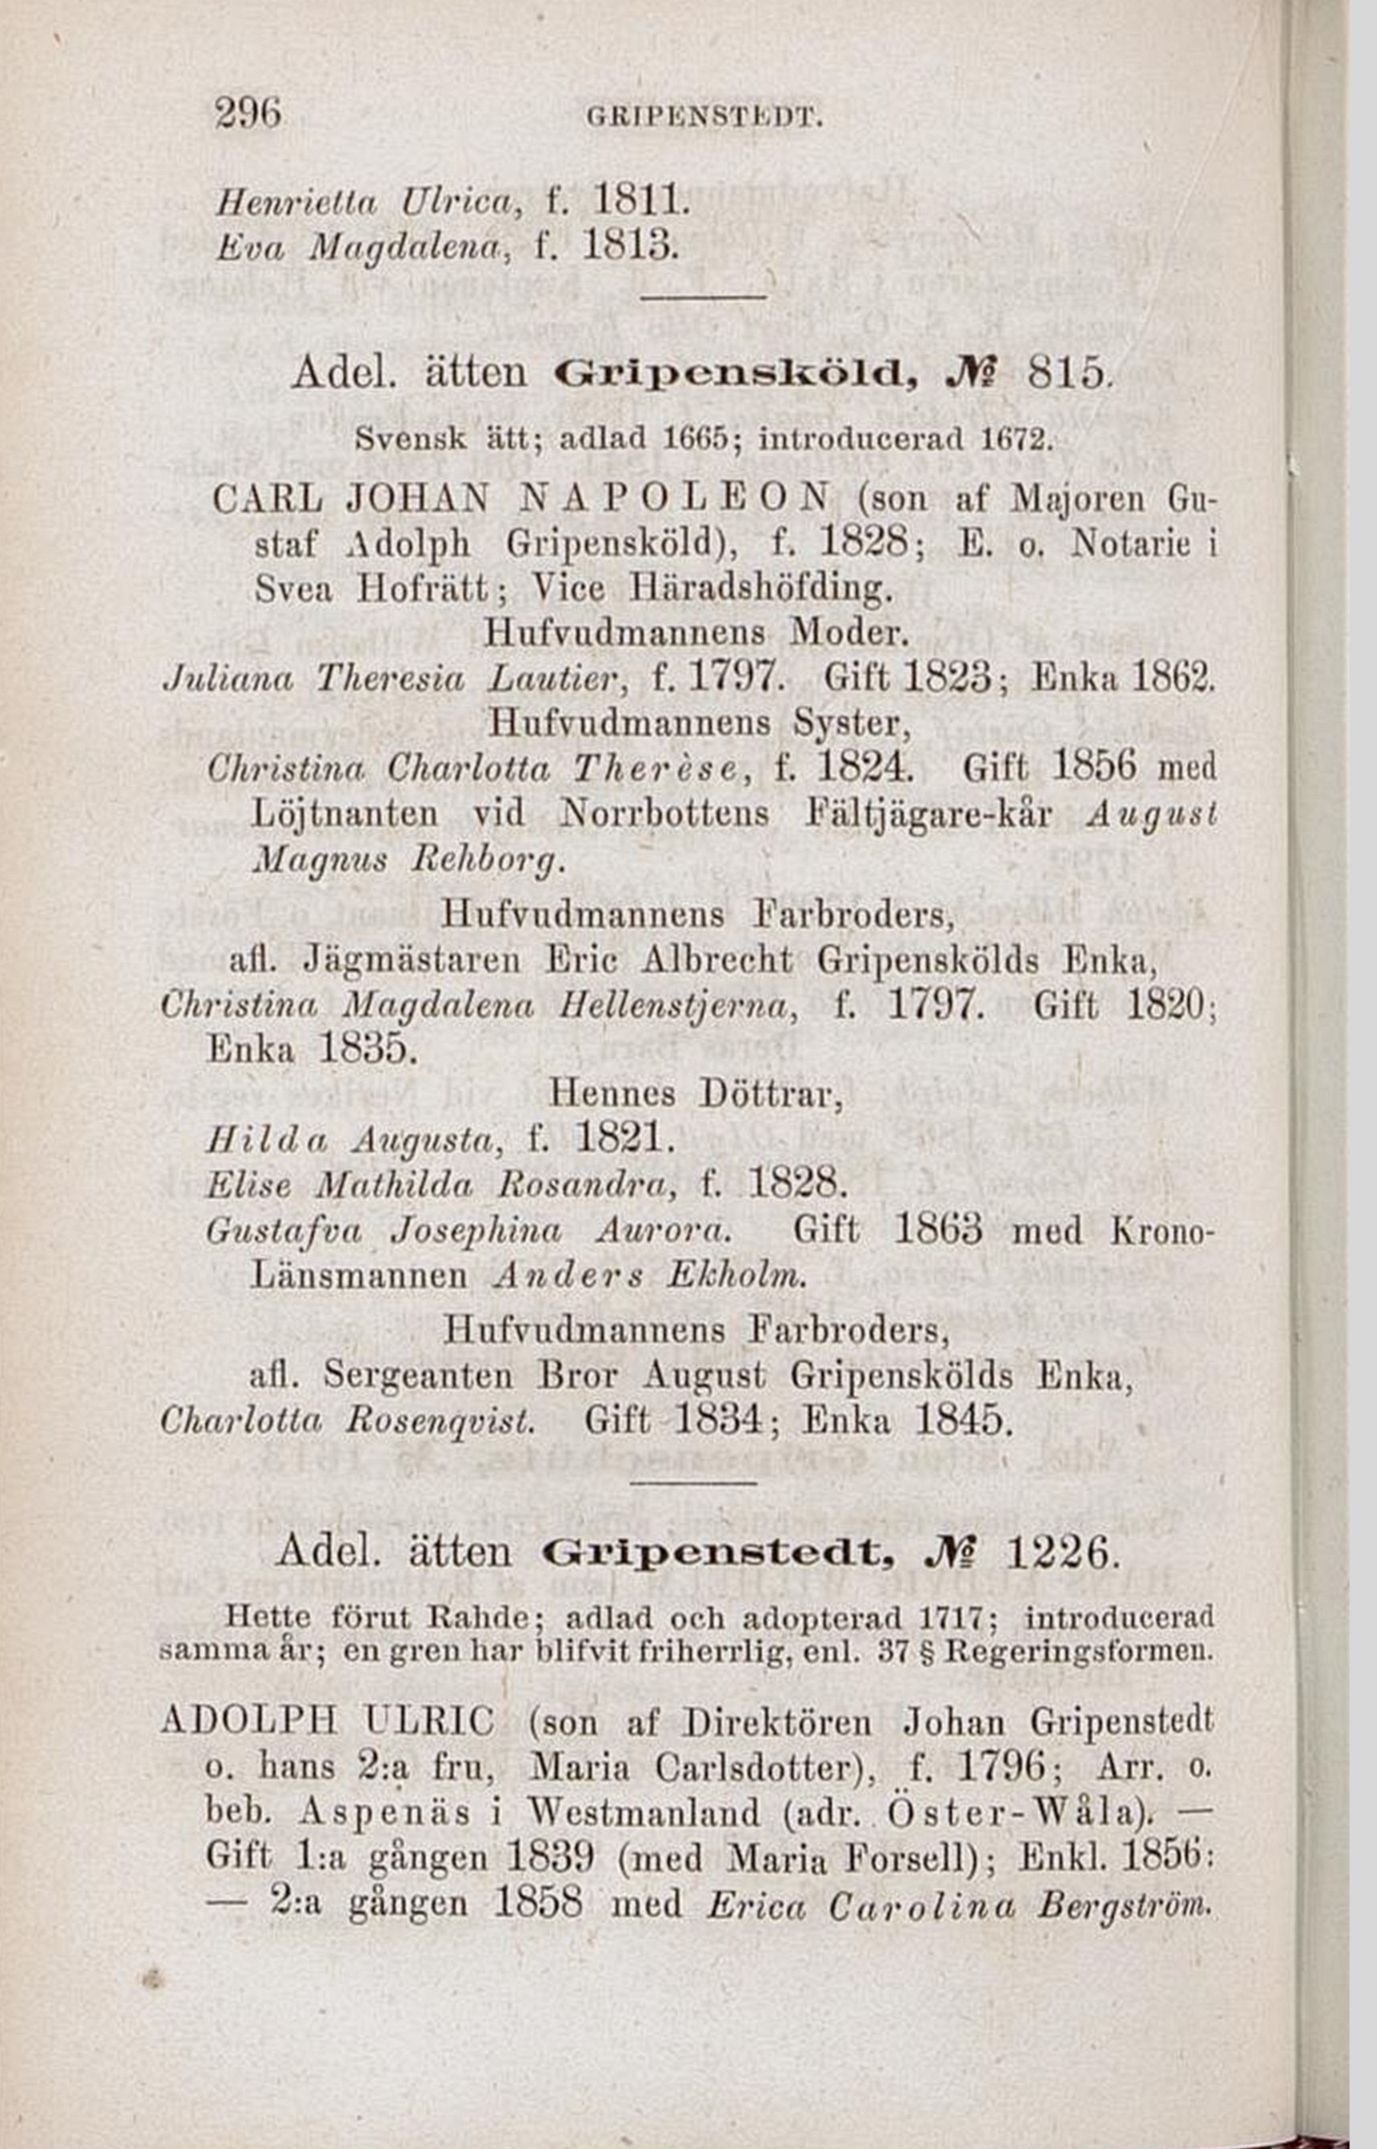 296 GRIPENSTEDT.
Henrietta Ulrica, f. 1811.
Eva Magdalena, f. 1813.
Adel. ätten Gripensköld, № 815.
Svensk ätt; adlad 1665; introducerad 1672.
CARL JOHAN NAPOLEON (son af Majoren Gu-
staf Adolph Gripensköld), f. 1828; E. o. Notarie i
Svea Hofrätt; Vice Häradshöfding.
Hufvudmannens Moder.
Juliana Theresia Lautier, f. 1797. Gift 1823; Enka 1862.
Hufvudmannens Syster,
Christina Charlotta Therèse, f. 1824. Gift 1856 med
Löjtnanten vid Norrbottens Fältjägare-kår August
Magnus Rehborg.
Hufvudmannens Farbroders,
afl. Jägmästaren Eric Albrecht Gripenskölds Enka,
Christina Magdalena Hellenstjerna, f. 1797. Gift 1820;
Enka 1835.
Hennes Döttrar,
Hilda Augusta, f. 1821.
Elise Mathilda Rosandra, f. 1828.
Gustafva Josephina Aurora. Gift 1863 med Krono-
Länsmannen Anders Ekholm.
Hufvudmannens Farbroders,
afl. Sergeanten Bror August Gripenskölds Enka,
Charlotta Rosenqvist. Gift 1834; Enka 1845.
Adel. ätten Gripenstedt, № 1226.
Hette förut Rahde; adlad och adopterad 1717; introducerad
samma år; en gren har blifvit friherrlig, enl. 37 § Regeringsformen.
ADOLPH ULRIC (son af Direktören Johan Gripenstedt
o. hans 2:a fru, Maria Carlsdotter), f. 1796; Arr. o.
beb. Aspenäs i Westmanland (adr. Öster-Wåla). —
Gift 1:a gången 1839 (med Maria Forsell); Enkl. 1856:
— 2:a gången 1858 med Erica Carolina Bergström.